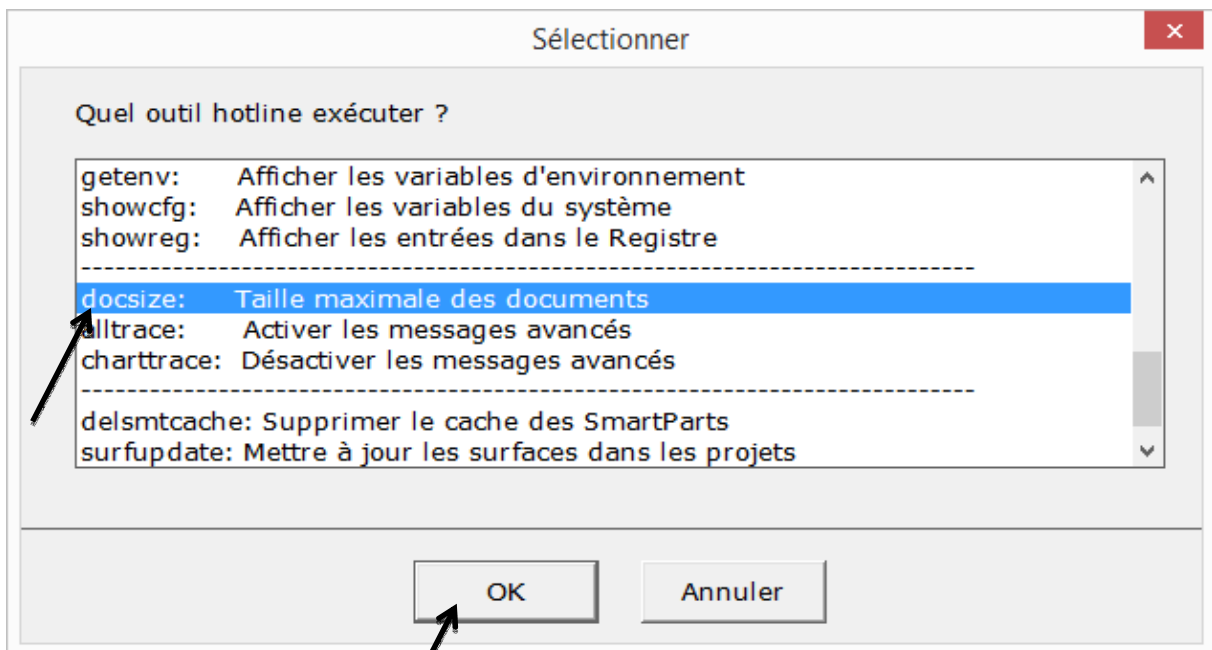 Sélectionner
Quel outil hotline exécuter ?
getenv: Afficher les variables d'environnement
showcfg: Afficher les variables du système
showreg: Afficher les entrées dans le Registre
------------------------------------------------------------------------------
docsize: Taille maximale des documents
alltrace: Activer les messages avancés
charttrace: Désactiver les messages avancés
------------------------------------------------------------------------------
delsmtcache: Supprimer le cache des SmartParts
surfupdate: Mettre à jour les surfaces dans les projets
OK Annuler